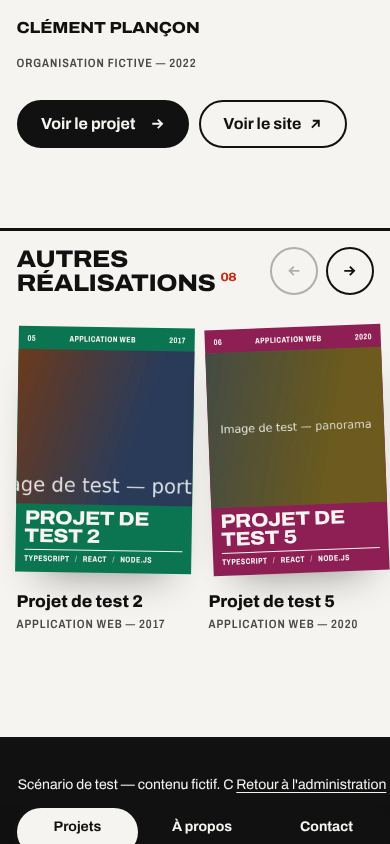 CLÉMENT PLANÇON
ORGANISATION FICTIVE — 2022
Voir le projet →
Voir le site ↗
AUTRES
RÉALISATIONS 08
← →
05 APPLICATION WEB 2017
age de test — port
PROJET DE
TEST 2
TYPESCRIPT / REACT / NODE.JS
Projet de test 2
APPLICATION WEB — 2017
06 APPLICATION WEB 2020
Image de test — panorama
PROJET DE
TEST 5
TYPESCRIPT / REACT / NODE.JS
Projet de test 5
APPLICATION WEB — 2020
Scénario de test — contenu fictif. C Retour à l'administration
Projets À propos Contact